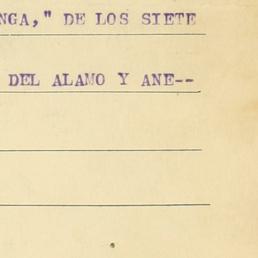 NGA," DE LOS SIETE
DEL ALAMO Y ANE--